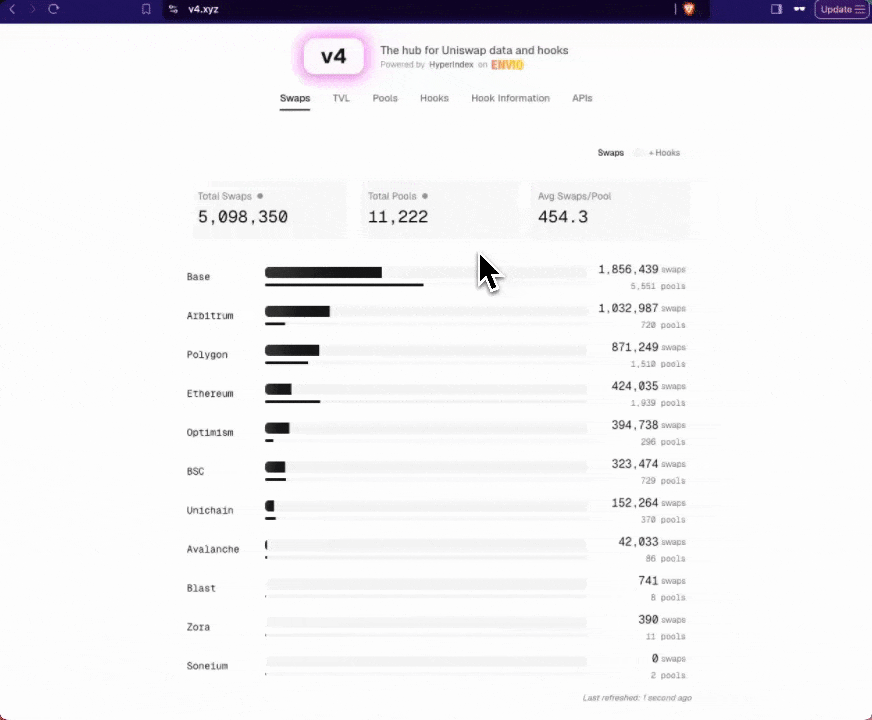 v4.xyz
Update
v4
The hub for Uniswap data and hooks
Powered by HyperIndex on ENVIO
Swaps TVL Pools Hooks Hook Information APIs
Swaps + Hooks
Total Swaps
5,098,350
Total Pools
11,222
Avg Swaps/Pool
454.3
Base 1,856,439 swaps
5,551 pools
Arbitrum 1,032,987 swaps
720 pools
Polygon 871,249 swaps
1,510 pools
Ethereum 424,035 swaps
1,939 pools
Optimism 394,738 swaps
296 pools
BSC 323,474 swaps
729 pools
Unichain 152,264 swaps
370 pools
Avalanche 42,033 swaps
86 pools
Blast 741 swaps
8 pools
Zora 390 swaps
11 pools
Soneium 0 swaps
2 pools
Last refreshed: 1 second ago